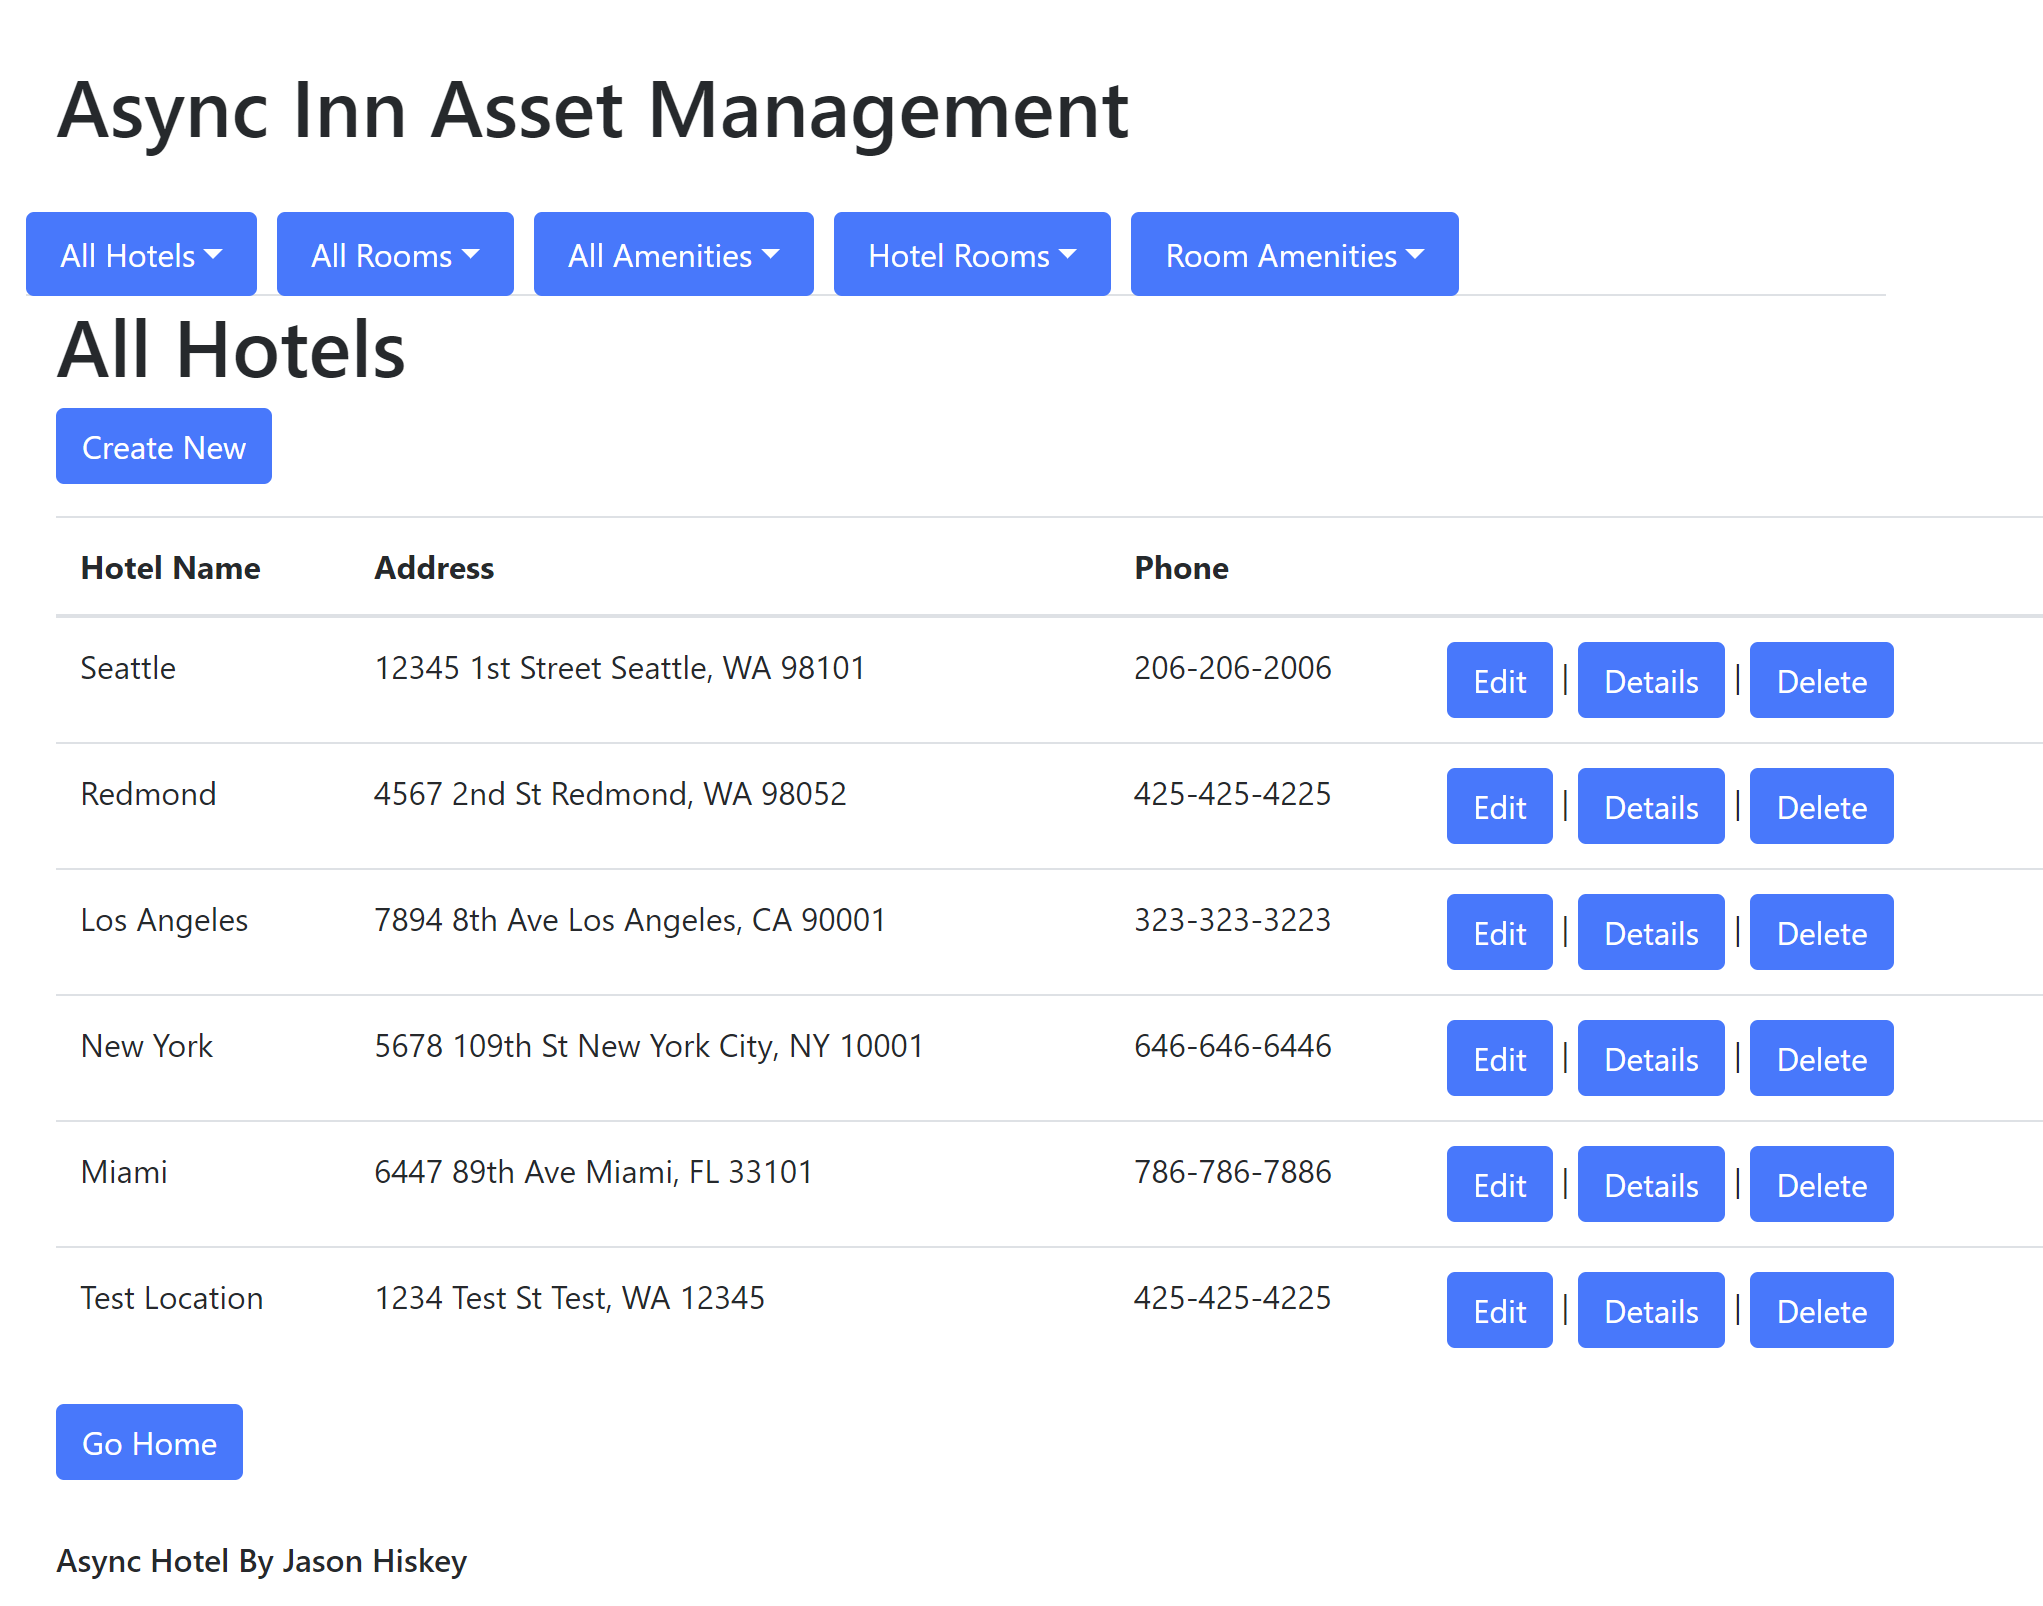 Async Inn Asset Management
All Hotels All Rooms All Amenities Hotel Rooms Room Amenities
All Hotels
Create New
Hotel Name Address Phone
Seattle 12345 1st Street Seattle, WA 98101 206-206-2006 Edit | Details | Delete
Redmond 4567 2nd St Redmond, WA 98052 425-425-4225 Edit | Details | Delete
Los Angeles 7894 8th Ave Los Angeles, CA 90001 323-323-3223 Edit | Details | Delete
New York 5678 109th St New York City, NY 10001 646-646-6446 Edit | Details | Delete
Miami 6447 89th Ave Miami, FL 33101 786-786-7886 Edit | Details | Delete
Test Location 1234 Test St Test, WA 12345 425-425-4225 Edit | Details | Delete
Go Home
Async Hotel By Jason Hiskey